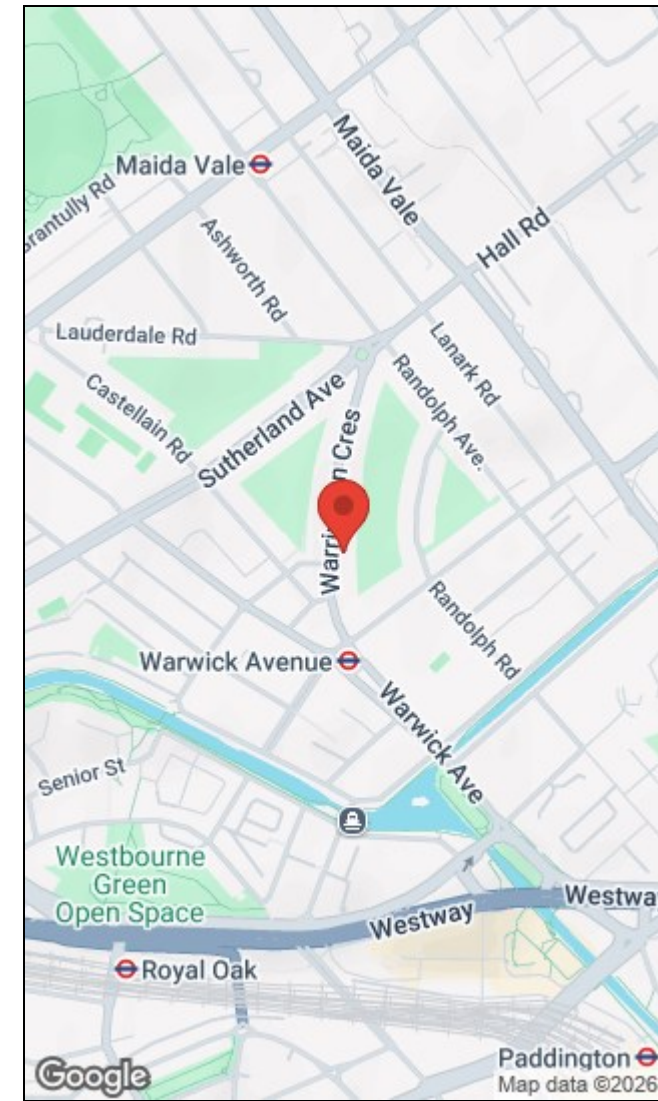 Maida Vale
Maida Vale
Grantully Rd
Ashworth Rd
Hall Rd
Lauderdale Rd
Lanark Rd
Castellain Rd
Sutherland Ave
Randolph Ave.
Randolph Rd
Warwick Avenue
Warwick Ave
Senior St
Westbourne
Green
Open Space
Westway
Royal Oak
Paddington
Google
Map data ©2026